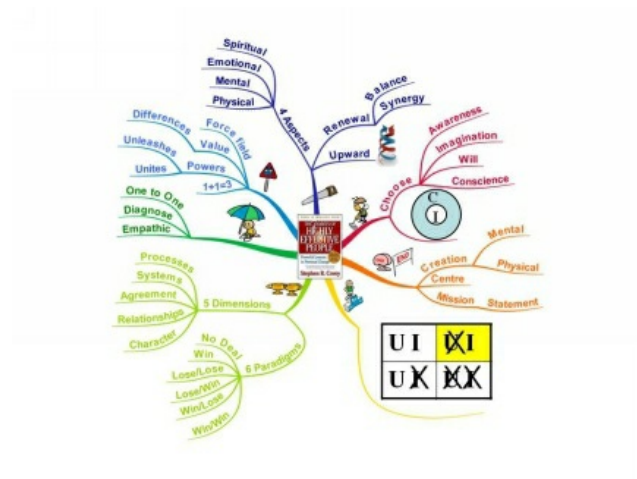 Spiritual
Emotional
Mental
Physical
4 Aspects
Balance
Synergy
Renewal
Upward
Awareness
Imagination
Will
Conscience
Choose
C
I
Differences
Unleashes
Unites
Force field
Value
Powers
1+1=3
One to One
Diagnose
Empathic
HIGHLY
EFFECTIVE
PEOPLE
Stephen R. Covey
END
Mental
Physical
Creation
Centre
Mission
Statement
Processes
Systems
Agreement
Relationships
Character
5 Dimensions
No Deal
Win
Lose/Lose
Lose/Win
Win/Lose
Win/Win
6 Paradigms
U I
U I
U I
U I